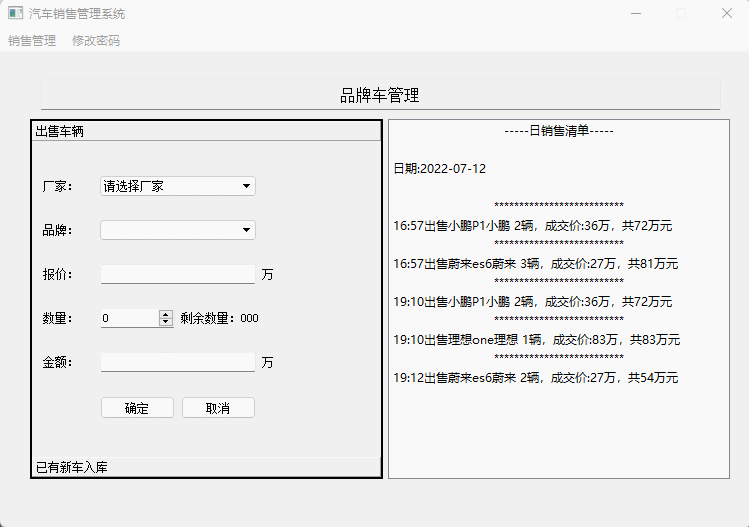 汽车销售管理系统
销售管理 修改密码
品牌车管理
出售车辆
厂家： 请选择厂家
品牌：
报价： 万
数量： 0 剩余数量：000
金额： 万
确定 取消
已有新车入库
-----日销售清单-----
日期:2022-07-12
**************************
16:57出售小鹏P1小鹏 2辆，成交价:36万，共72万元
**************************
16:57出售蔚来es6蔚来 3辆，成交价:27万，共81万元
**************************
19:10出售小鹏P1小鹏 2辆，成交价:36万，共72万元
**************************
19:10出售理想one理想 1辆，成交价:83万，共83万元
**************************
19:12出售蔚来es6蔚来 2辆，成交价:27万，共54万元